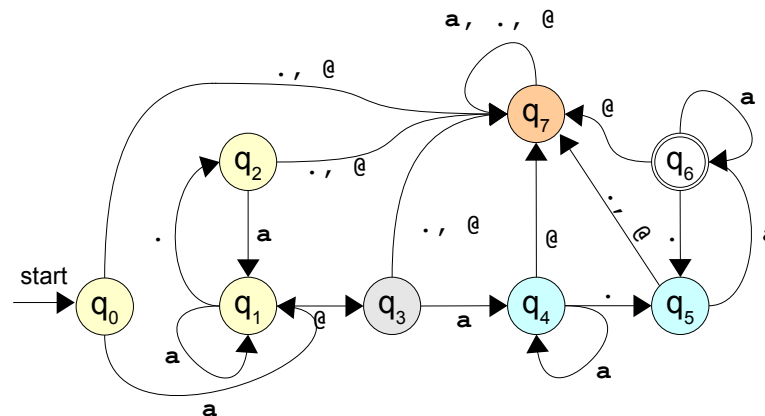 a, ., @
., @
q7
@
a
q6
q2
., @
.
a
., @
@
., @
.
a
start
q0
q1
@
q3
a
q4
.
q5
a
a
a